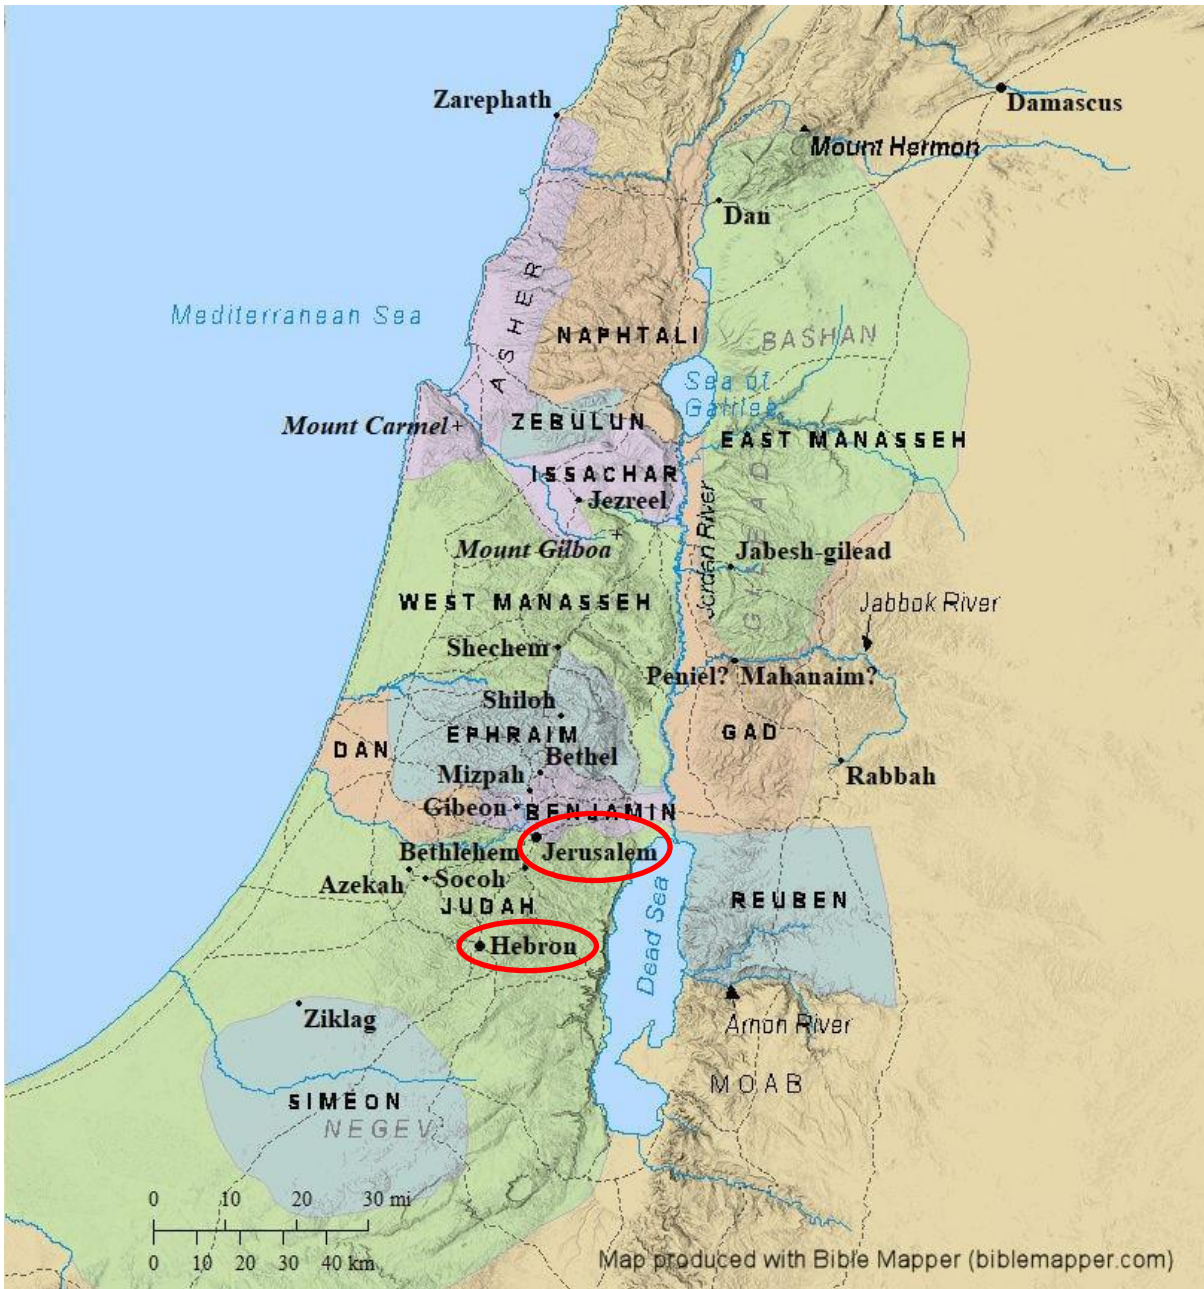 Zarephath
Damascus
Mount Hermon
Dan
ASHER
Mediterranean Sea
NAPHTALI
BASHAN
Sea of
Galilee
Mount Carmel
ZEBULUN
EAST MANASSEH
ISSACHAR
Jezreel
GILEAD
Jordan River
Mount Gilboa
Jabesh-gilead
WEST MANASSEH
Jabbok River
Shechem
Peniel? Mahanaim?
Shiloh
EPHRAIM
GAD
DAN
Bethel
Mizpah
Rabbah
Gibeon
BENJAMIN
Bethlehem
Jerusalem
Azekah
Socoh
JUDAH
REUBEN
Dead Sea
Hebron
Ziklag
Arnon River
MOAB
SIMEON
NEGEV
0 10 20 30 mi
0 10 20 30 40 km
Map produced with Bible Mapper (biblemapper.com)